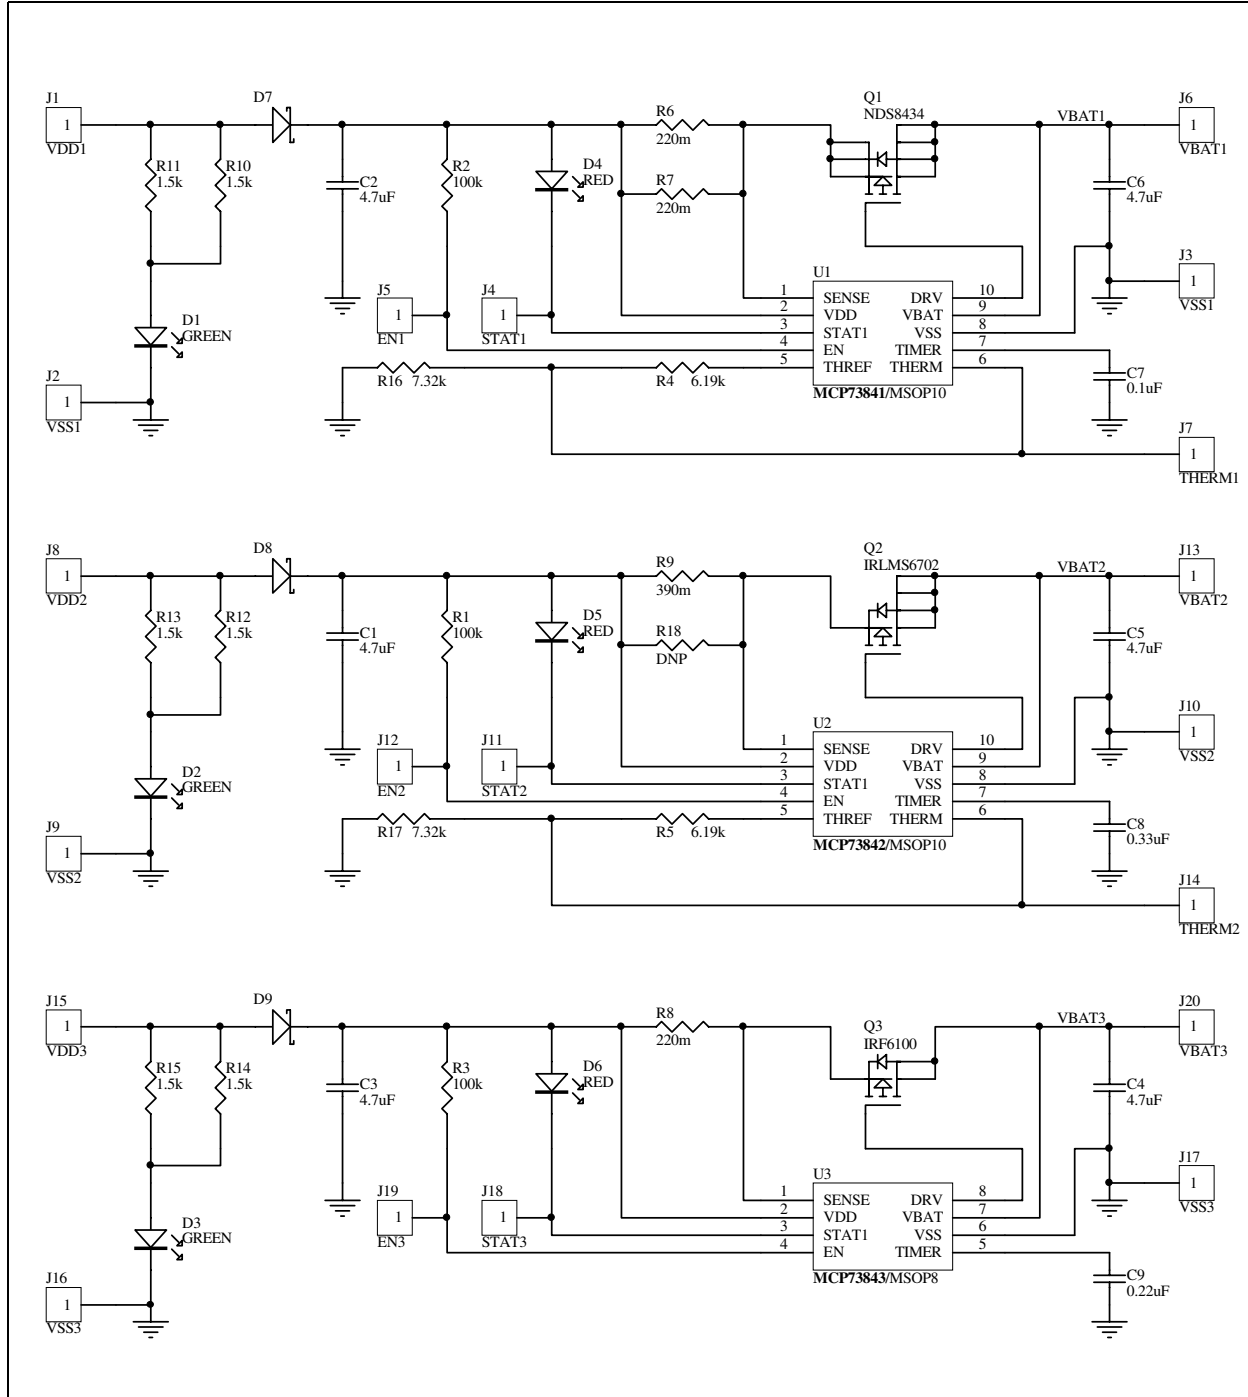 J1
1
VDD1
D7
R11
1.5k
R10
1.5k
C2
4.7uF
R2
100k
D4
RED
R6
220m
R7
220m
Q1
NDS8434
VBAT1
J6
1
VBAT1
C6
4.7uF
D1
GREEN
J2
1
VSS1
J5
1
EN1
J4
1
STAT1
R16 7.32k
R4 6.19k
U1
1 SENSE DRV 10
2 VDD VBAT 9
3 STAT1 VSS 8
4 EN TIMER 7
5 THREF THERM 6
MCP73841/MSOP10
J3
1
VSS1
C7
0.1uF
J7
1
THERM1
J8
1
VDD2
D8
R13
1.5k
R12
1.5k
C1
4.7uF
R1
100k
D5
RED
R9
390m
R18
DNP
Q2
IRLMS6702
VBAT2
J13
1
VBAT2
C5
4.7uF
D2
GREEN
J9
1
VSS2
J12
1
EN2
J11
1
STAT2
R17 7.32k
R5 6.19k
U2
1 SENSE DRV 10
2 VDD VBAT 9
3 STAT1 VSS 8
4 EN TIMER 7
5 THREF THERM 6
MCP73842/MSOP10
J10
1
VSS2
C8
0.33uF
J14
1
THERM2
J15
1
VDD3
D9
R15
1.5k
R14
1.5k
C3
4.7uF
R3
100k
D6
RED
R8
220m
Q3
IRF6100
VBAT3
J20
1
VBAT3
C4
4.7uF
D3
GREEN
J16
1
VSS3
J19
1
EN3
J18
1
STAT3
U3
1 SENSE DRV 8
2 VDD VBAT 7
3 STAT1 VSS 6
4 EN TIMER 5
MCP73843/MSOP8
J17
1
VSS3
C9
0.22uF